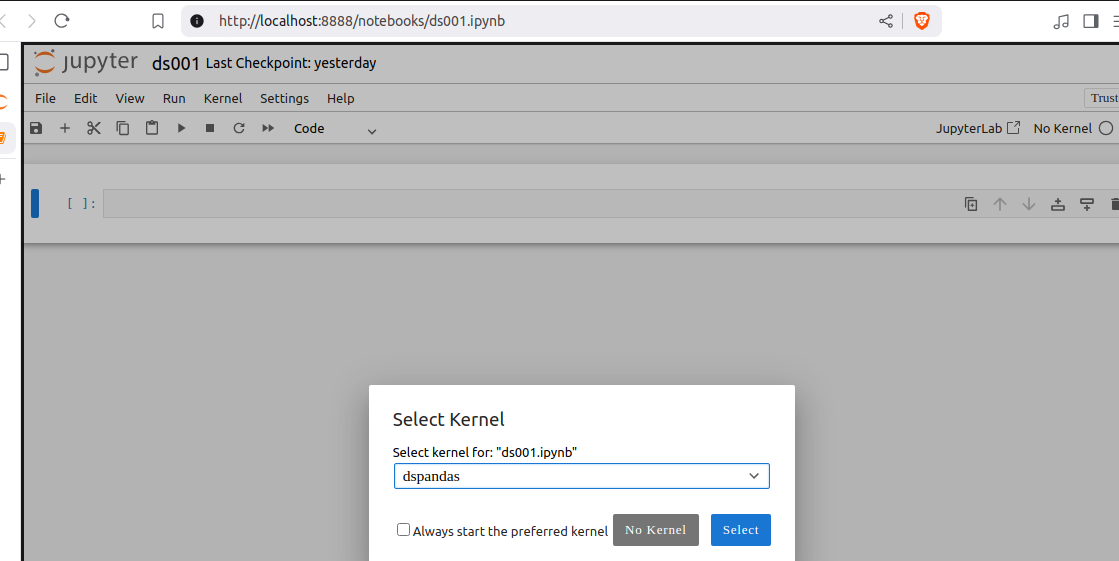 http://localhost:8888/notebooks/ds001.ipynb
jupyter ds001 Last Checkpoint: yesterday
File Edit View Run Kernel Settings Help Trust
Code JupyterLab No Kernel
[ ]:
Select Kernel
Select kernel for: "ds001.ipynb"
dspandas
Always start the preferred kernel No Kernel Select